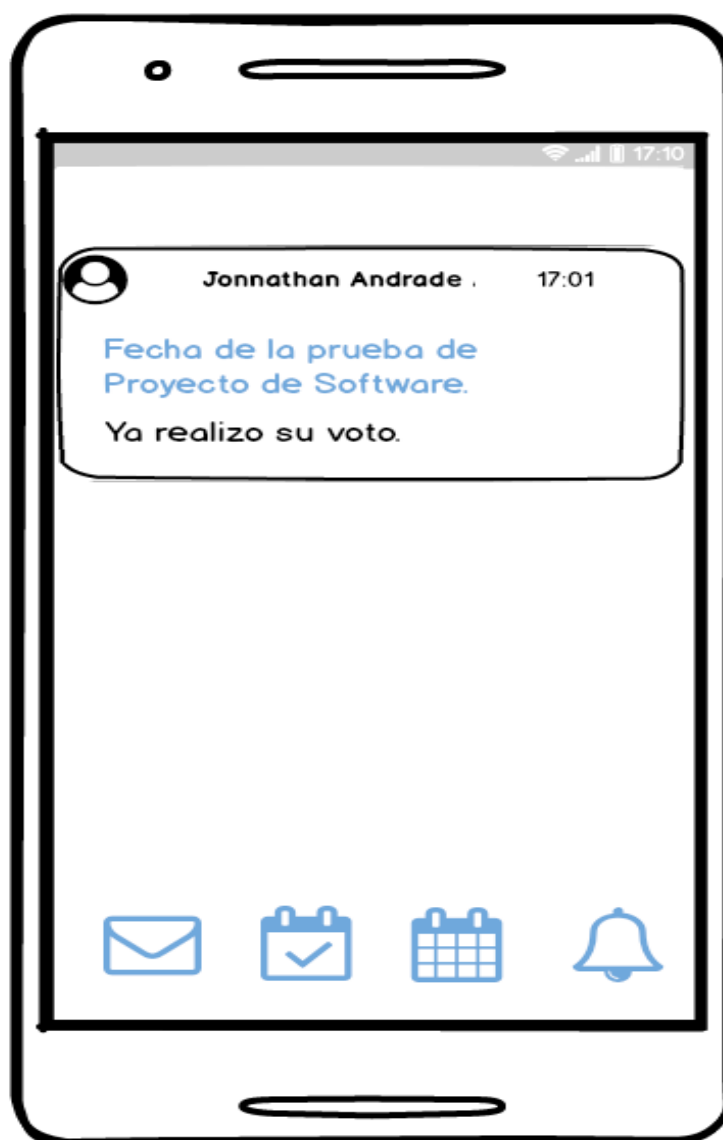 17:10
Jonnathan Andrade . 17:01
Fecha de la prueba de
Proyecto de Software.
Ya realizo su voto.